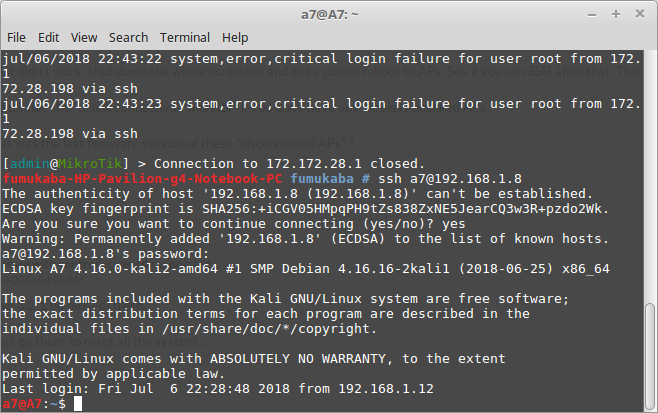 a7@A7: ~
File Edit View Search Terminal Help
jul/06/2018 22:43:22 system,error,critical login failure for user root from 172.
1
72.28.198 via ssh
jul/06/2018 22:43:23 system,error,critical login failure for user root from 172.
1
72.28.198 via ssh
[admin@MikroTik] > Connection to 172.172.28.1 closed.
fumukaba-HP-Pavilion-g4-Notebook-PC fumukaba # ssh a7@192.168.1.8
The authenticity of host '192.168.1.8 (192.168.1.8)' can't be established.
ECDSA key fingerprint is SHA256:+iCGV05HMpqPH9tZs838ZxNE5JearCQ3w3R+pzdo2Wk.
Are you sure you want to continue connecting (yes/no)? yes
Warning: Permanently added '192.168.1.8' (ECDSA) to the list of known hosts.
a7@192.168.1.8's password:
Linux A7 4.16.0-kali2-amd64 #1 SMP Debian 4.16.16-2kali1 (2018-06-25) x86_64
The programs included with the Kali GNU/Linux system are free software;
the exact distribution terms for each program are described in the
individual files in /usr/share/doc/*/copyright.
Kali GNU/Linux comes with ABSOLUTELY NO WARRANTY, to the extent
permitted by applicable law.
Last login: Fri Jul  6 22:28:48 2018 from 192.168.1.12
a7@A7:~$